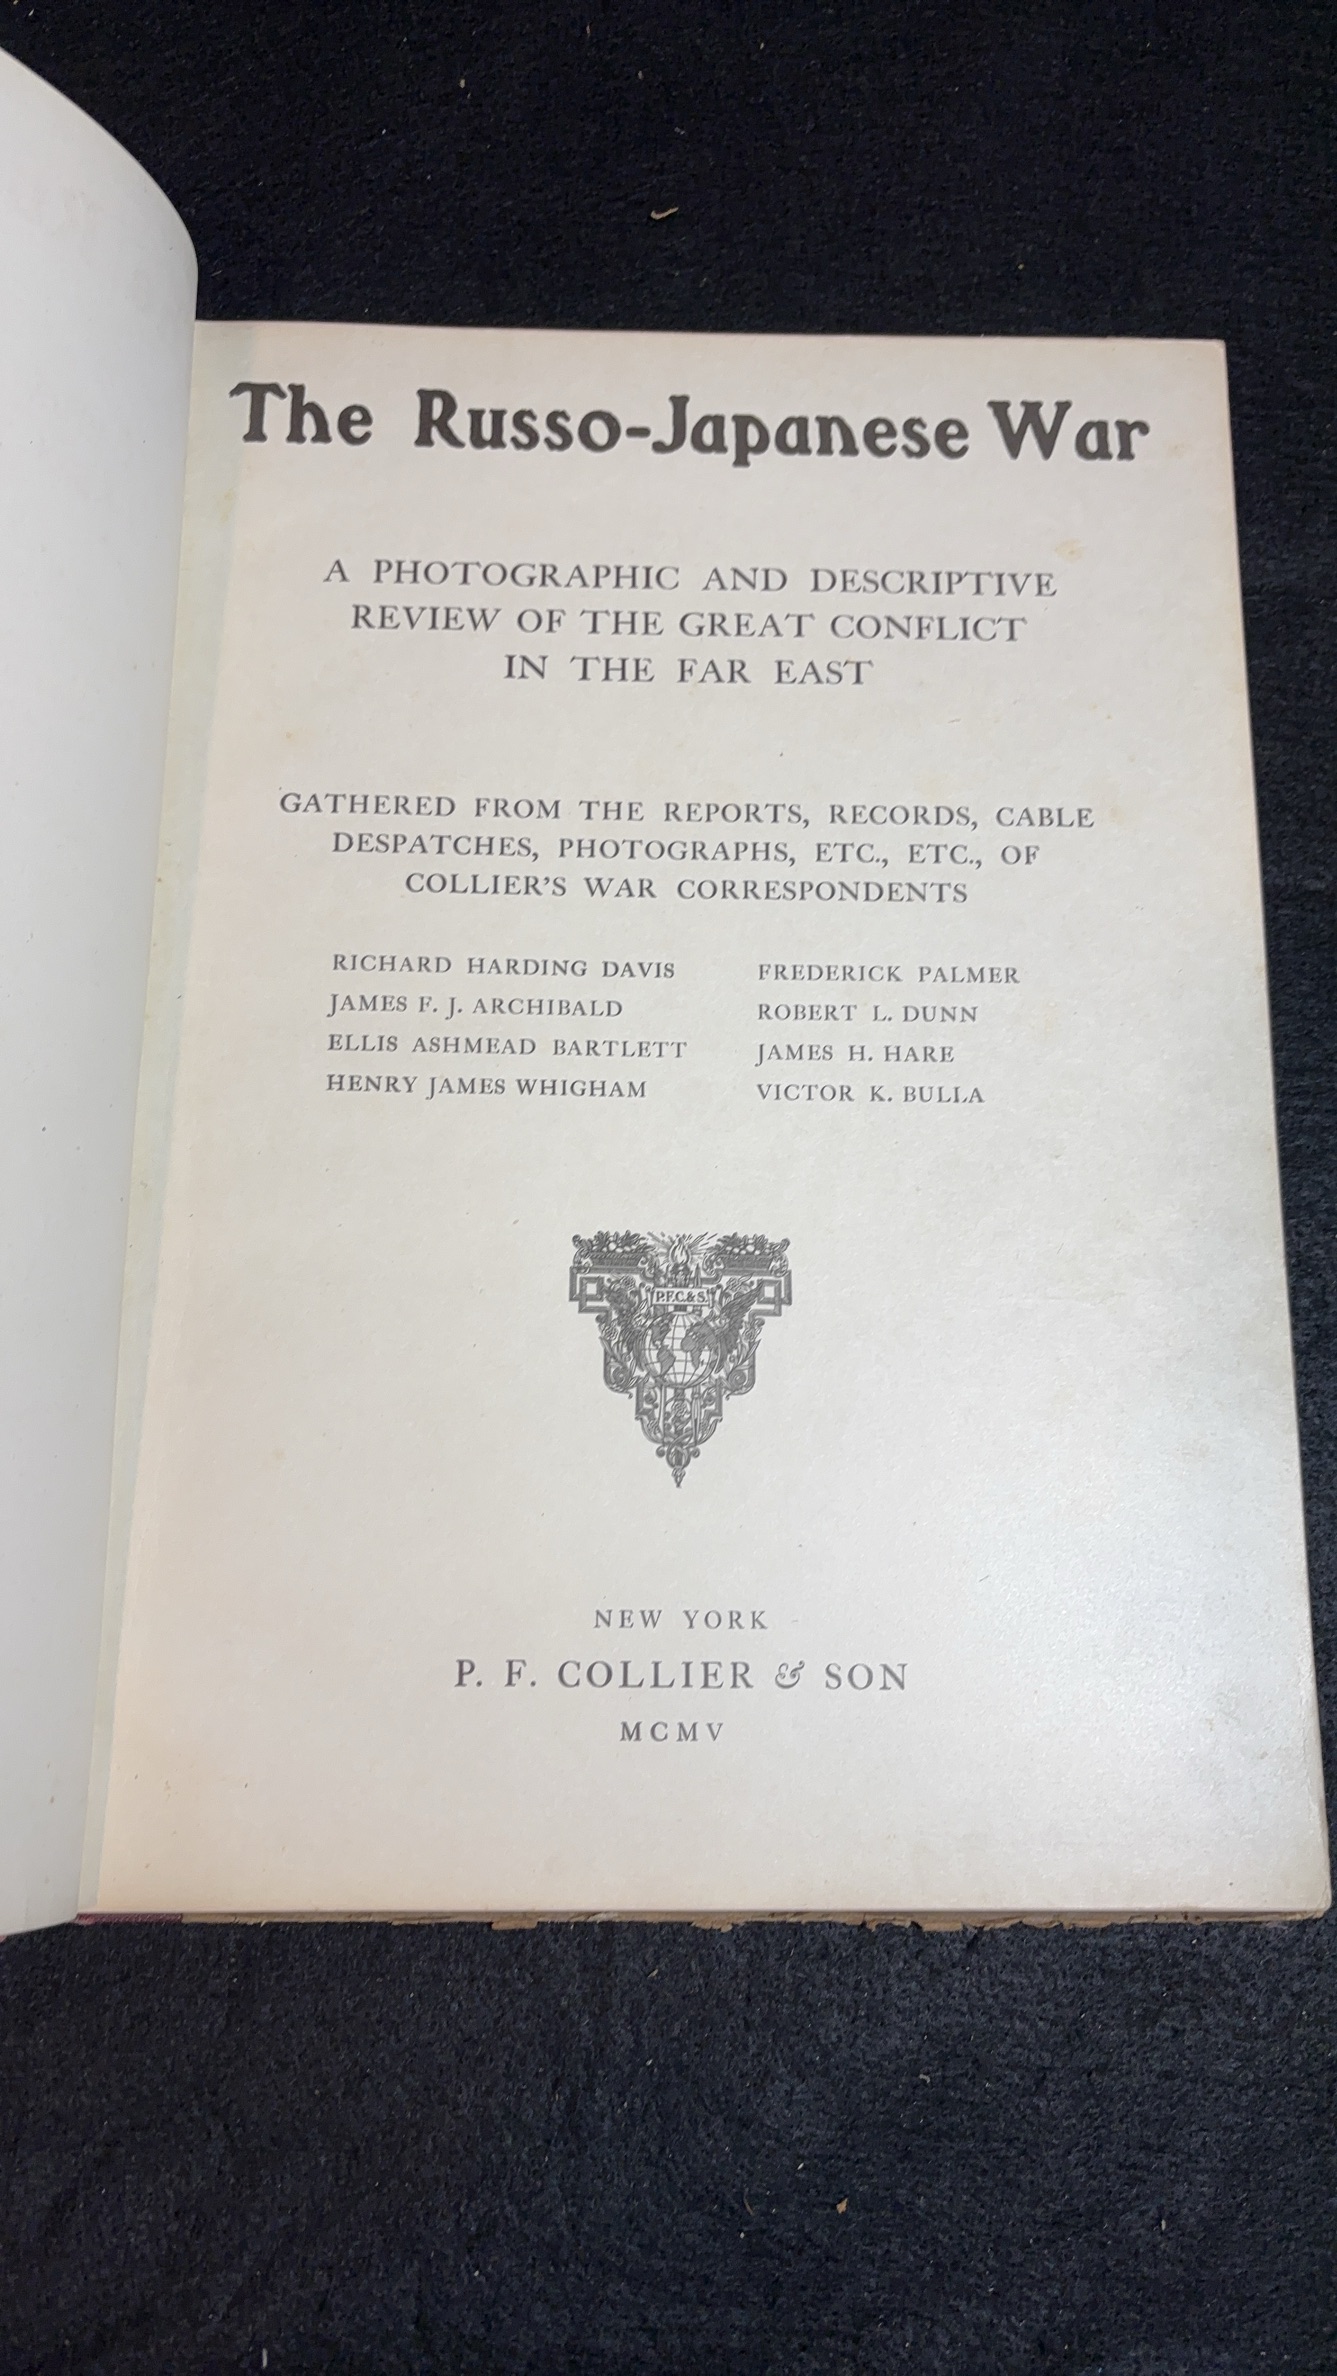 The Russo-Japanese War
A PHOTOGRAPHIC AND DESCRIPTIVE
REVIEW OF THE GREAT CONFLICT
IN THE FAR EAST
GATHERED FROM THE REPORTS, RECORDS, CABLE
DESPATCHES, PHOTOGRAPHS, ETC., ETC., OF
COLLIER'S WAR CORRESPONDENTS
RICHARD HARDING DAVIS
JAMES F. J. ARCHIBALD
ELLIS ASHMEAD BARTLETT
HENRY JAMES WHIGHAM
FREDERICK PALMER
ROBERT L. DUNN
JAMES H. HARE
VICTOR K. BULLA
P.F.C.&S.
NEW YORK
P. F. COLLIER & SON
MCMV